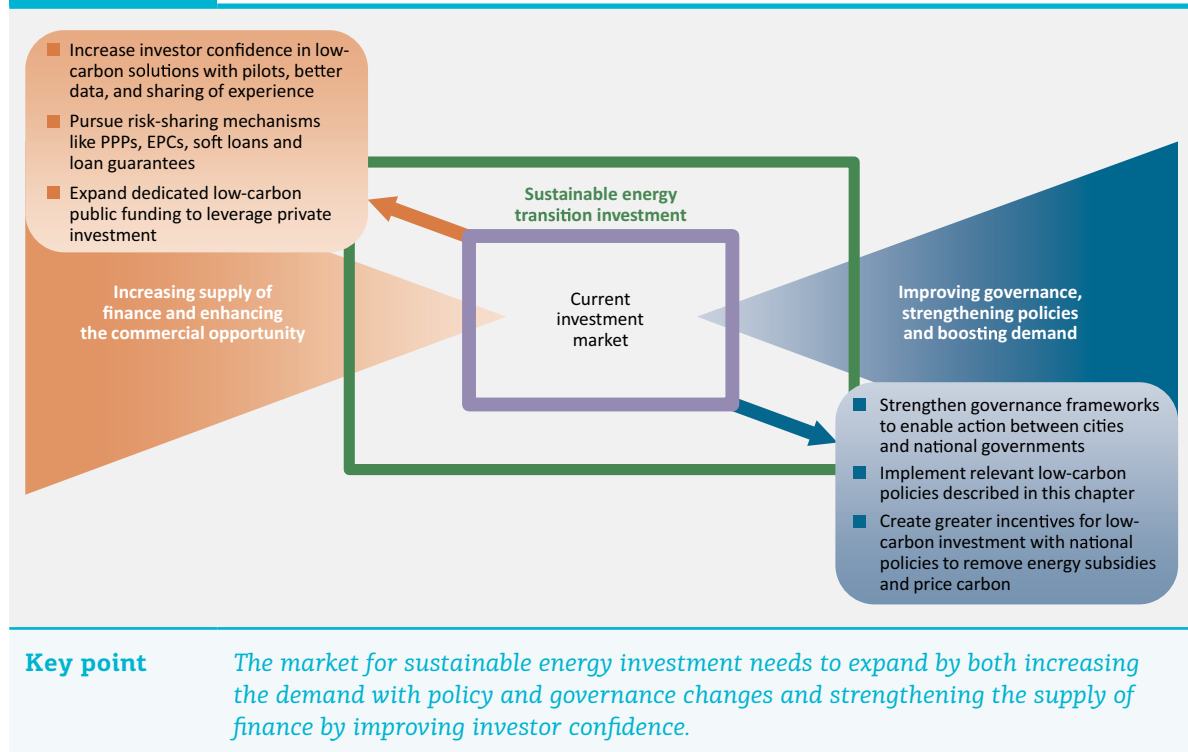 Increase investor confidence in low-
carbon solutions with pilots, better
data, and sharing of experience
Pursue risk-sharing mechanisms
like PPPs, EPCs, soft loans and
loan guarantees
Expand dedicated low-carbon
public funding to leverage private
investment
Sustainable energy
transition investment
Increasing supply of
finance and enhancing
the commercial opportunity
Current
investment
market
Improving governance,
strengthening policies
and boosting demand
Strengthen governance frameworks
to enable action between cities
and national governments
Implement relevant low-carbon
policies described in this chapter
Create greater incentives for low-
carbon investment with national
policies to remove energy subsidies
and price carbon
Key point
The market for sustainable energy investment needs to expand by both increasing
the demand with policy and governance changes and strengthening the supply of
finance by improving investor confidence.